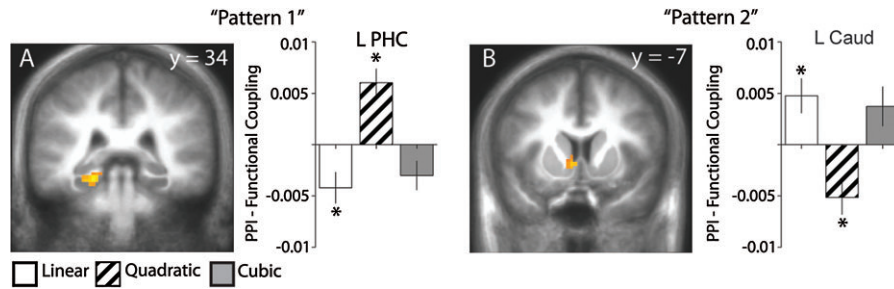 "Pattern 1"
"Pattern 2"
A
y = 34
L PHC
PPI - Functional Coupling
0.01
0.005
-0.005
-0.01
*
*
B
y = -7
L Caud
PPI - Functional Coupling
0.01
0.005
-0.005
-0.01
*
*
Linear
Quadratic
Cubic